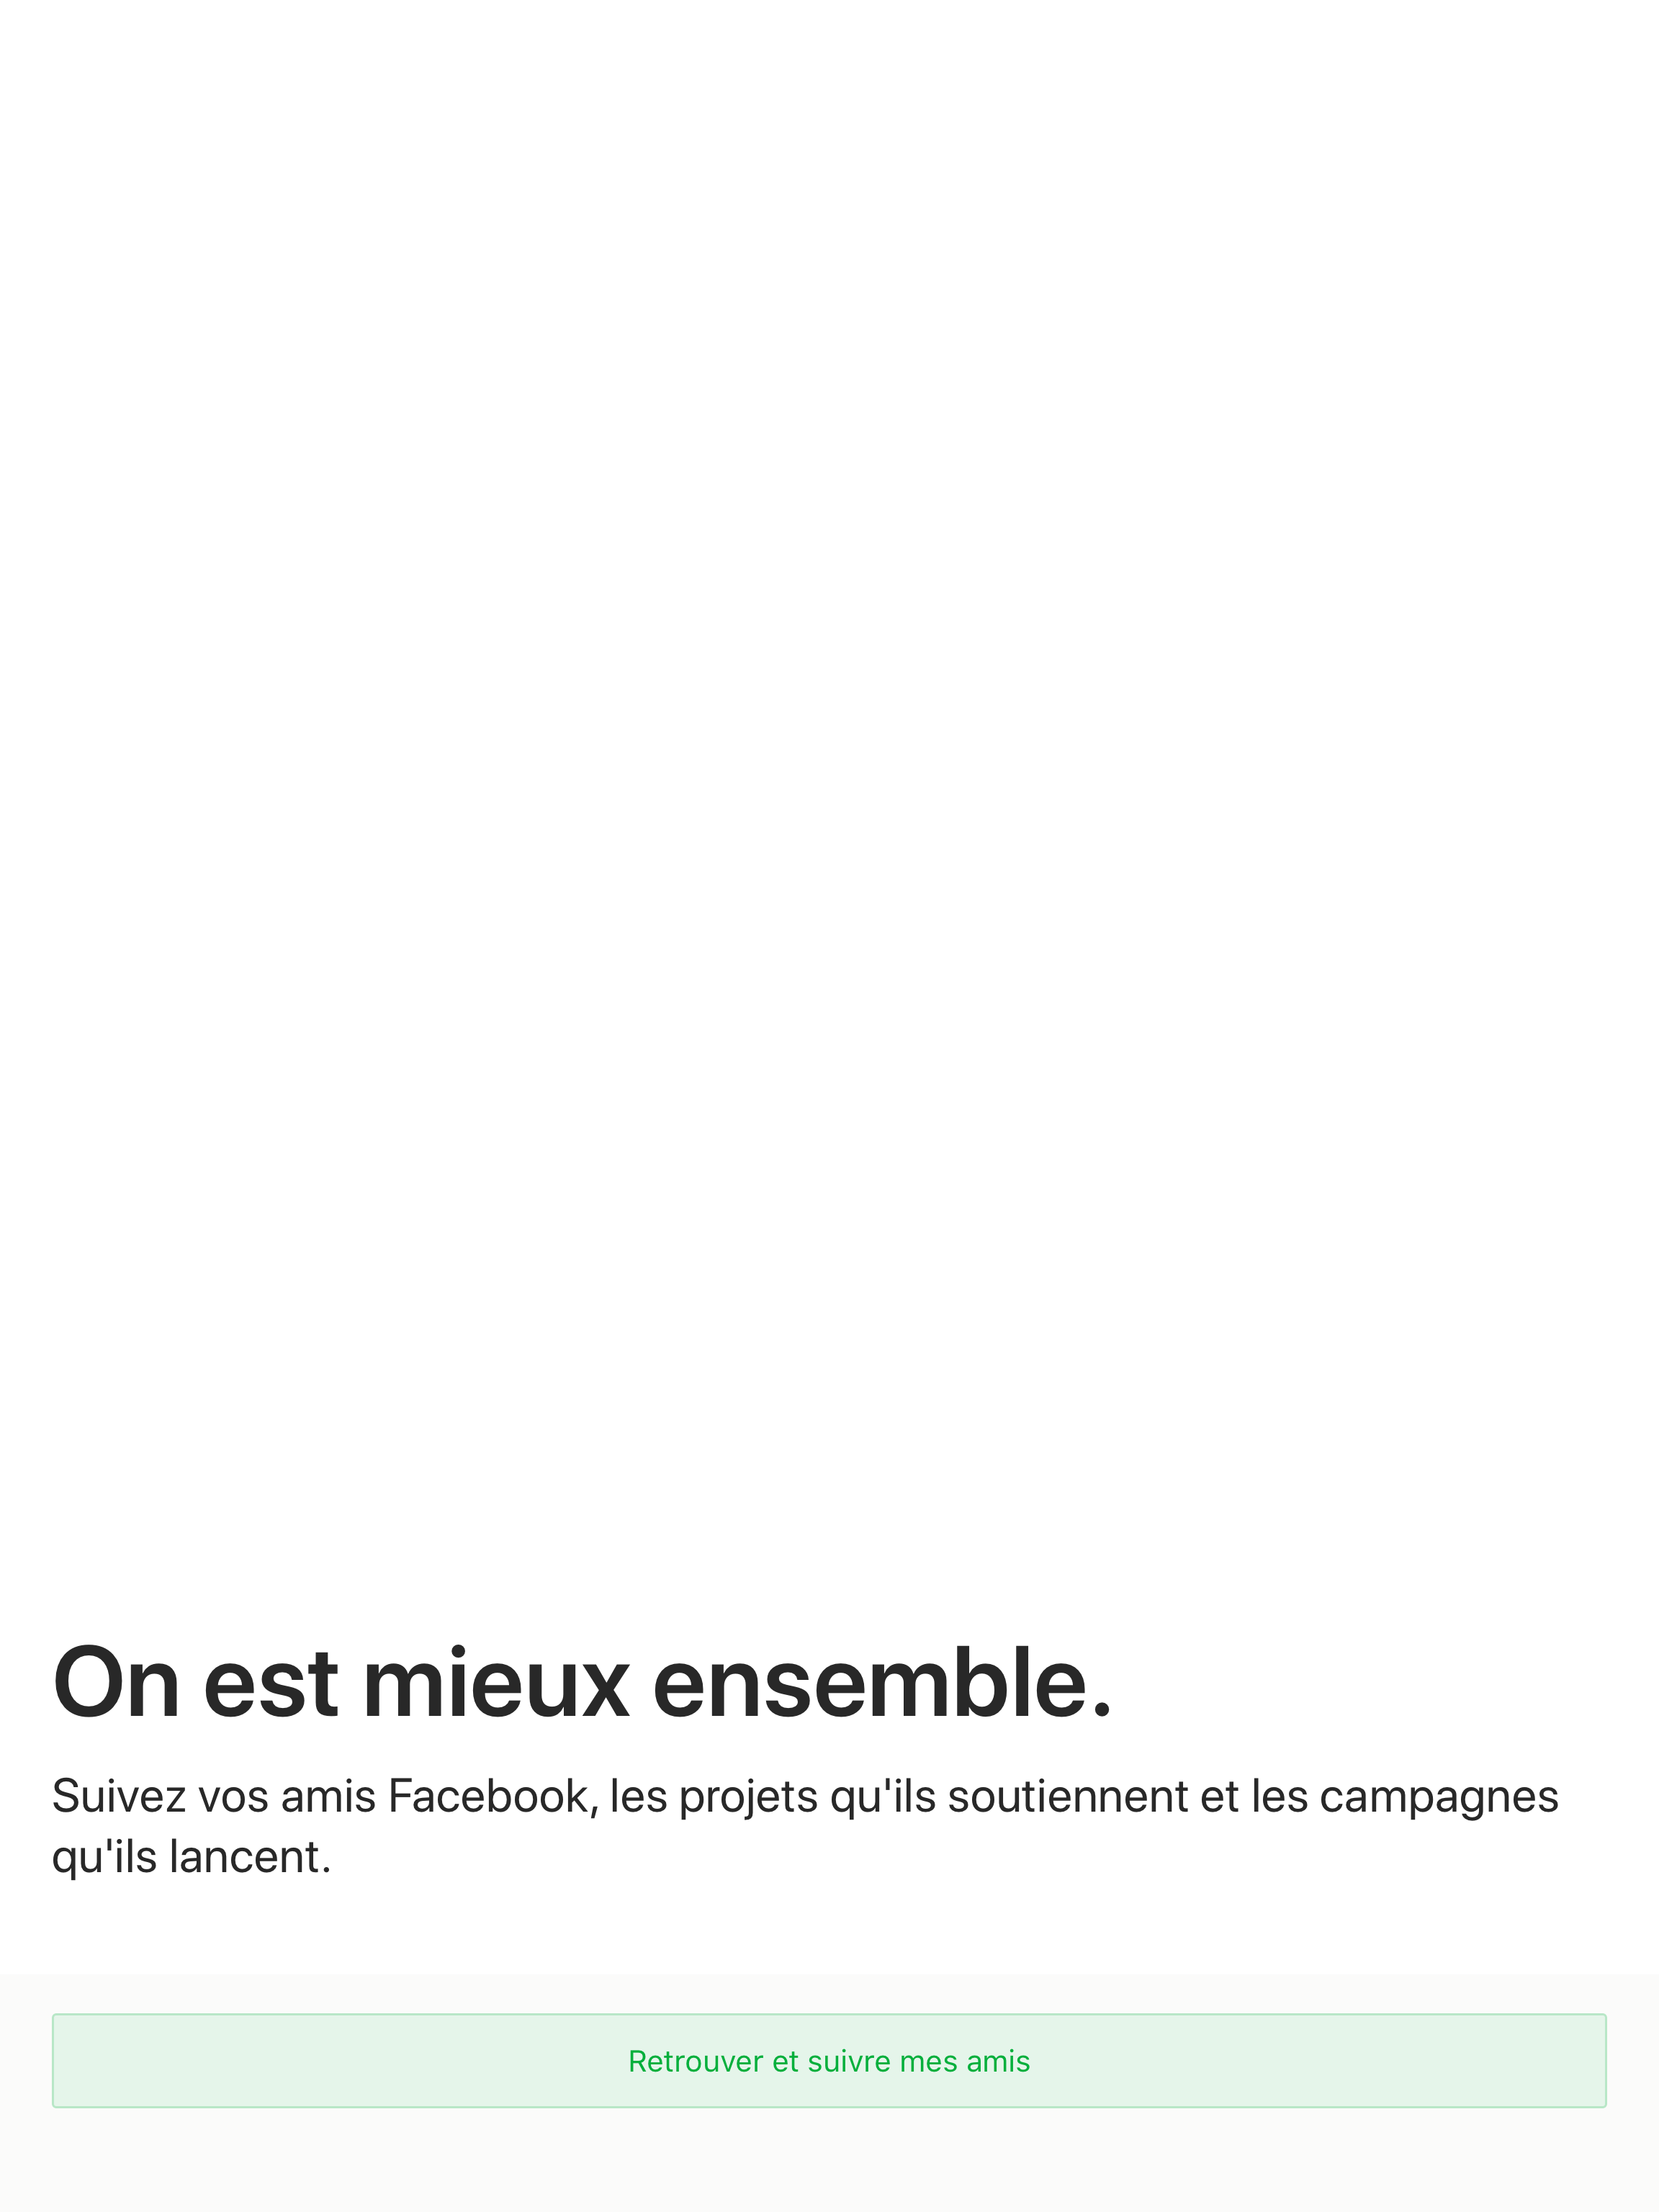 On est mieux ensemble.
Suivez vos amis Facebook, les projets qu'ils soutiennent et les campagnes
qu'ils lancent.
Retrouver et suivre mes amis